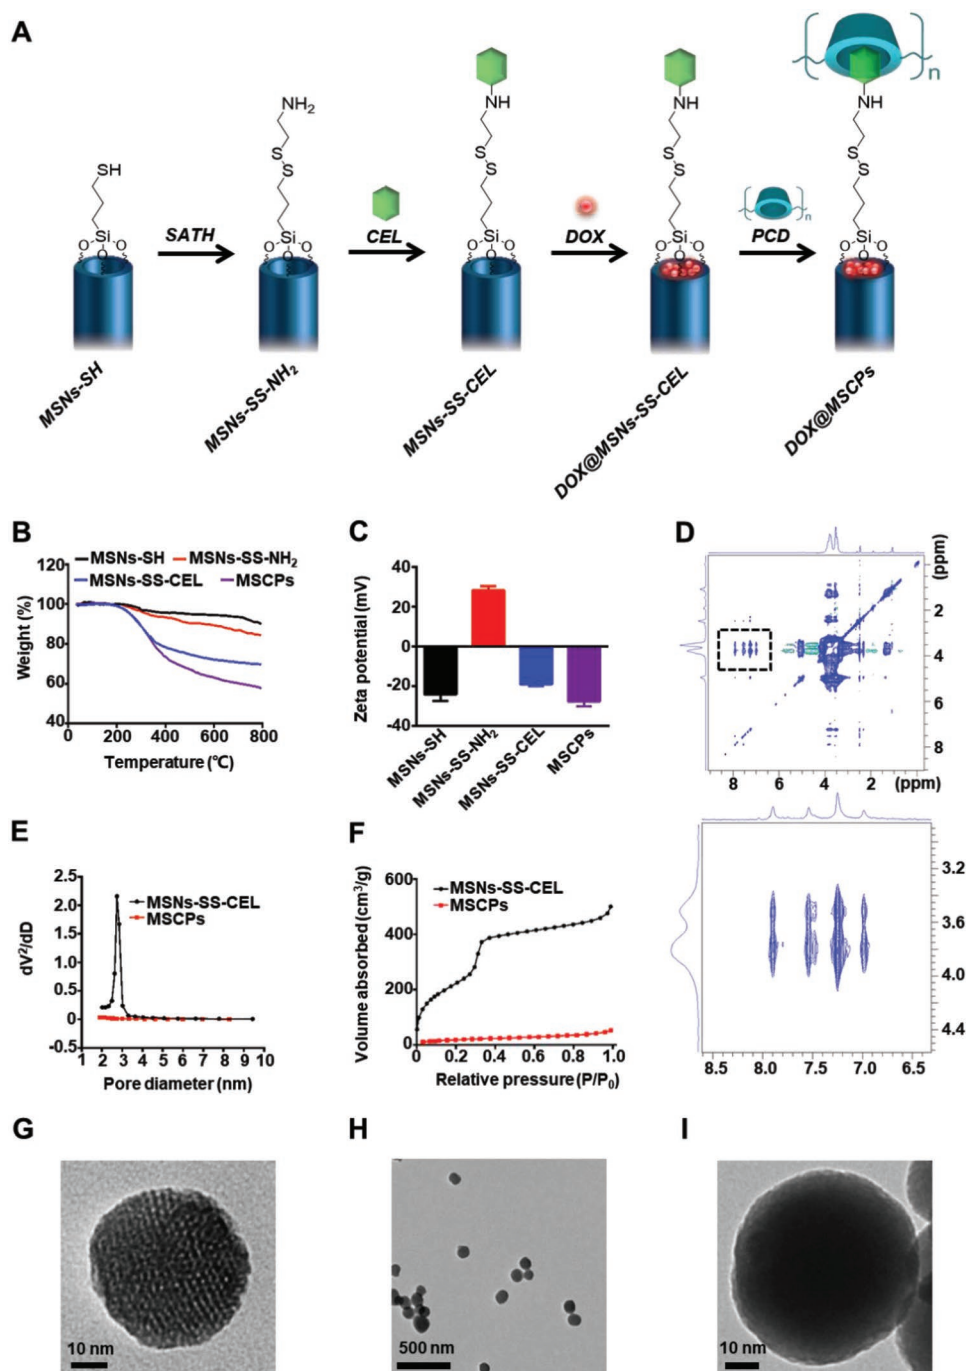 A
NH₂
SH
S
S
Si
O
O
O
SATH
MSNs-SH
Si
O
O
O
MSNs-SS-NH₂
CEL
NH
S
S
Si
O
O
O
MSNs-SS-CEL
DOX
NH
S
S
Si
O
O
O
DOX@MSNs-SS-CEL
PCD
n
n
NH
S
S
Si
O
O
O
DOX@MSCPs
B
MSNs-SH
MSNs-SS-NH₂
MSNs-SS-CEL
MSCPs
Weight (%)
120
100
80
60
40
0 200 400 600 800
Temperature (℃)
C
Zeta potential (mV)
40
20
0
-20
-40
MSNs-SH
MSNs-SS-NH₂
MSNs-SS-CEL
MSCPs
D
(ppm)
2
4
6
8
8 6 4 2 (ppm)
3.2
3.6
4.0
4.4
8.5 8.0 7.5 7.0 6.5
E
MSNs-SS-CEL
MSCPs
dV²/dD
2.5
2.0
1.5
1.0
0.5
0
-0.5
1 2 3 4 5 6 7 8 9 10
Pore diameter (nm)
F
MSNs-SS-CEL
MSCPs
Volume absorbed (cm³/g)
600
400
200
0
0 0.2 0.4 0.6 0.8 1.0
Relative pressure (P/P₀)
G
10 nm
H
500 nm
I
10 nm